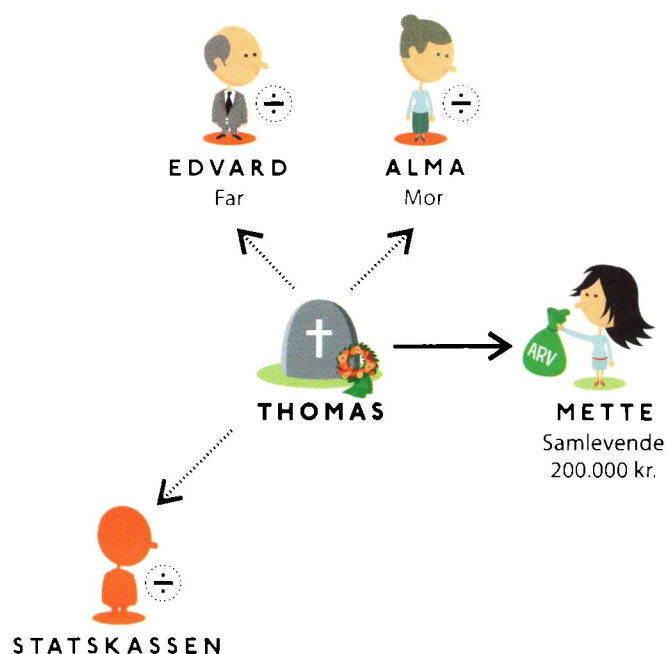 EDVARD
Far
ALMA
Mor
ARV
THOMAS
METTE
Samlevende
200.000 kr.
STATSKASSEN